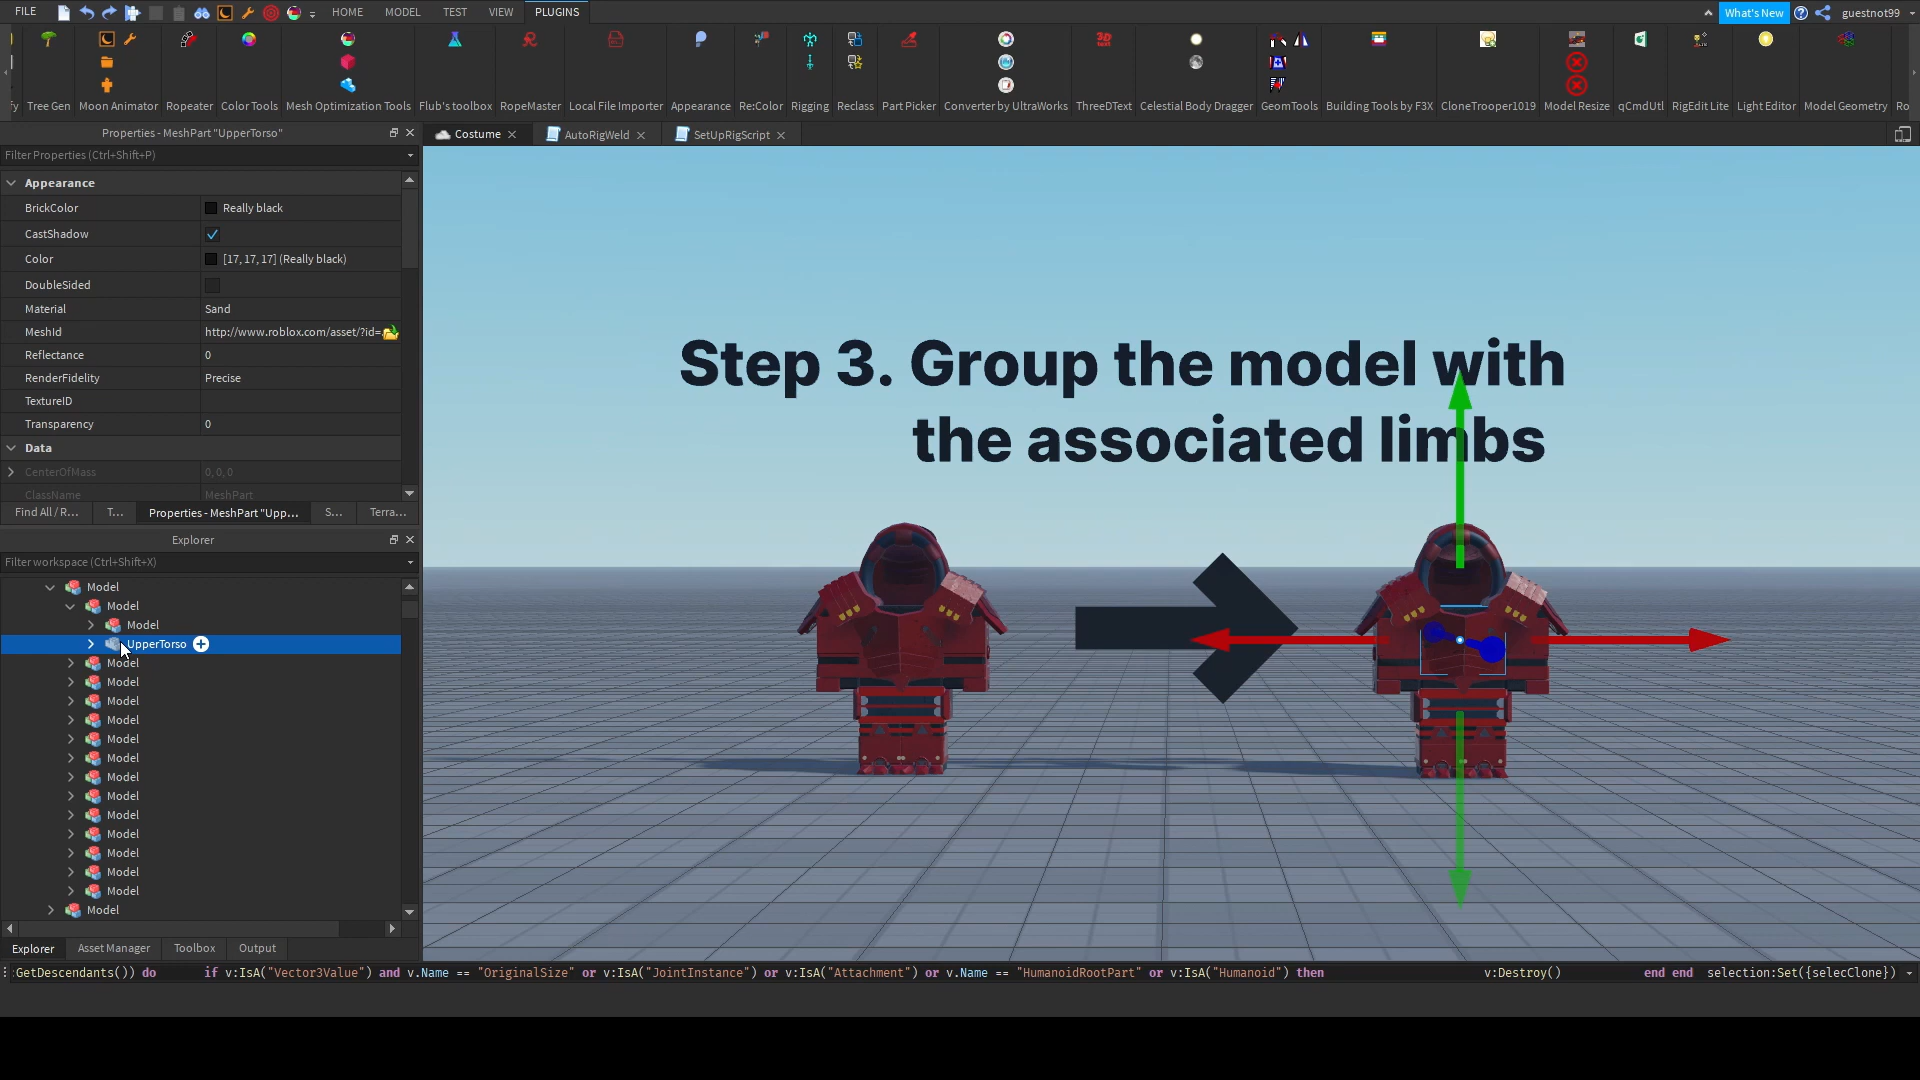 FILE
HOME
MODEL
TEST
VIEW
PLUGINS
What's New
guestnot99
fy
Tree Gen
Moon Animator
Ropeater
Color Tools
Mesh Optimization Tools
Flub's toolbox
RopeMaster
Local File Importer
Appearance
Re:Color
Rigging
Reclass
Part Picker
Converter by UltraWorks
ThreeDText
Celestial Body Dragger
GeomTools
Building Tools by F3X
CloneTrooper1019
Model Resize
qCmdUtl
RigEdit Lite
Light Editor
Model Geometry
Ro
Properties - MeshPart "UpperTorso"
Costume
AutoRigWeld
SetUpRigScript
Filter Properties (Ctrl+Shift+P)
Appearance
BrickColor Really black
CastShadow
Color [17, 17, 17] (Really black)
DoubleSided
Material Sand
MeshId http://www.roblox.com/asset/?id=
Reflectance 0
RenderFidelity Precise
TextureID
Transparency 0
Data
CenterOfMass 0, 0, 0
ClassName MeshPart
Find All / R...
T...
Properties - MeshPart "Upp...
S...
Terra...
Explorer
Filter workspace (Ctrl+Shift+X)
Model
Model
Model
UpperTorso
Model
Model
Model
Model
Model
Model
Model
Model
Model
Model
Model
Model
Model
Model
Explorer
Asset Manager
Toolbox
Output
Step 3. Group the model with
the associated limbs
GetDescendants()) do if v:IsA("Vector3Value") and v.Name == "OriginalSize" or v:IsA("JointInstance") or v:IsA("Attachment") or v.Name == "HumanoidRootPart" or v:IsA("Humanoid") then v:Destroy() end end selection:Set({selecClone})